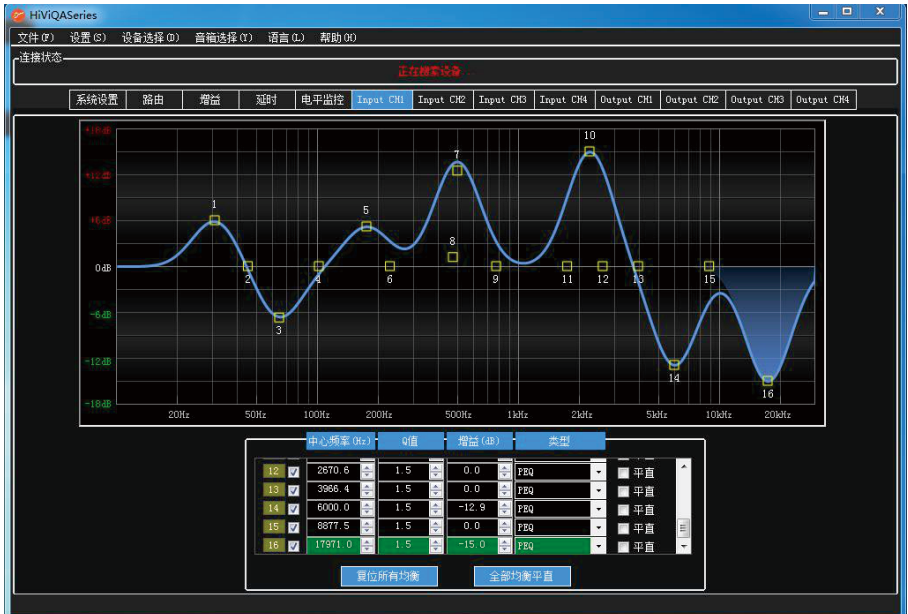 HiViQASeries
文件(F) 设置(S) 设备选择(D) 音箱选择(Y) 语言(L) 帮助(H)
连接状态
正在搜索设备 ...
系统设置 路由 增益 延时 电平监控 Input CH1 Input CH2 Input CH3 Input CH4 Output CH1 Output CH2 Output CH3 Output CH4
+18dB
10
7
+12dB
1
5
+6dB
8
0dB
2 4 6 9 11 12 13 15
-6dB
3
-12dB
14
16
-18dB
20Hz 50Hz 100Hz 200Hz 500Hz 1kHz 2kHz 5kHz 10kHz 20kHz
中心频率(Hz) Q值 增益(dB) 类型
12 2670.6 1.5 0.0 PEQ 平直
13 3966.4 1.5 0.0 PEQ 平直
14 6000.0 1.5 -12.9 PEQ 平直
15 8877.5 1.5 0.0 PEQ 平直
16 17971.0 1.5 -15.0 PEQ 平直
复位所有均衡 全部均衡平直